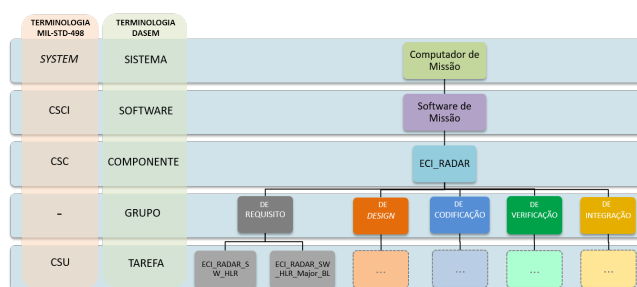 TERMINOLOGIA
MIL-STD-498
TERMINOLOGIA
DASEM
SYSTEM
SISTEMA
Computador de
Missão
CSCI
SOFTWARE
Software de
Missão
CSC
COMPONENTE
ECI_RADAR
-
GRUPO
DE
REQUISITO
DE
DESIGN
DE
CODIFICAÇÃO
DE
VERIFICAÇÃO
DE
INTEGRAÇÃO
CSU
TAREFA
ECI_RADAR_S
W_HLR
ECI_RADAR_SW
_HLR_Major_BL
...
...
...
...